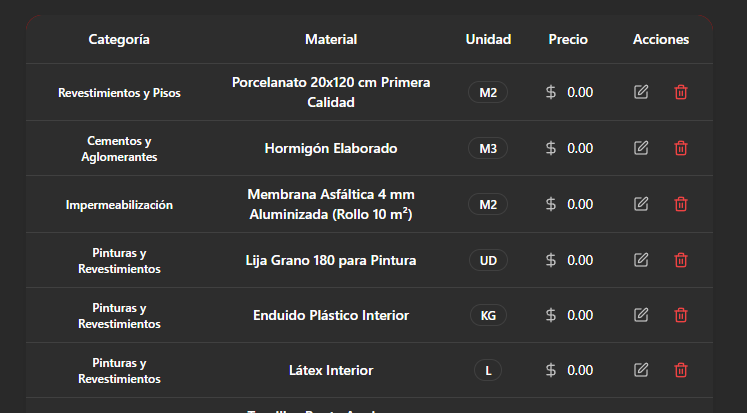 Categoría Material Unidad Precio Acciones
Revestimientos y Pisos
Porcelanato 20x120 cm Primera
Calidad
M2
$ 0.00
Cementos y
Aglomerantes
Hormigón Elaborado
M3
$ 0.00
Impermeabilización
Membrana Asfáltica 4 mm
Aluminizada (Rollo 10 m²)
M2
$ 0.00
Pinturas y
Revestimientos
Lija Grano 180 para Pintura
UD
$ 0.00
Pinturas y
Revestimientos
Enduido Plástico Interior
KG
$ 0.00
Pinturas y
Revestimientos
Látex Interior
L
$ 0.00